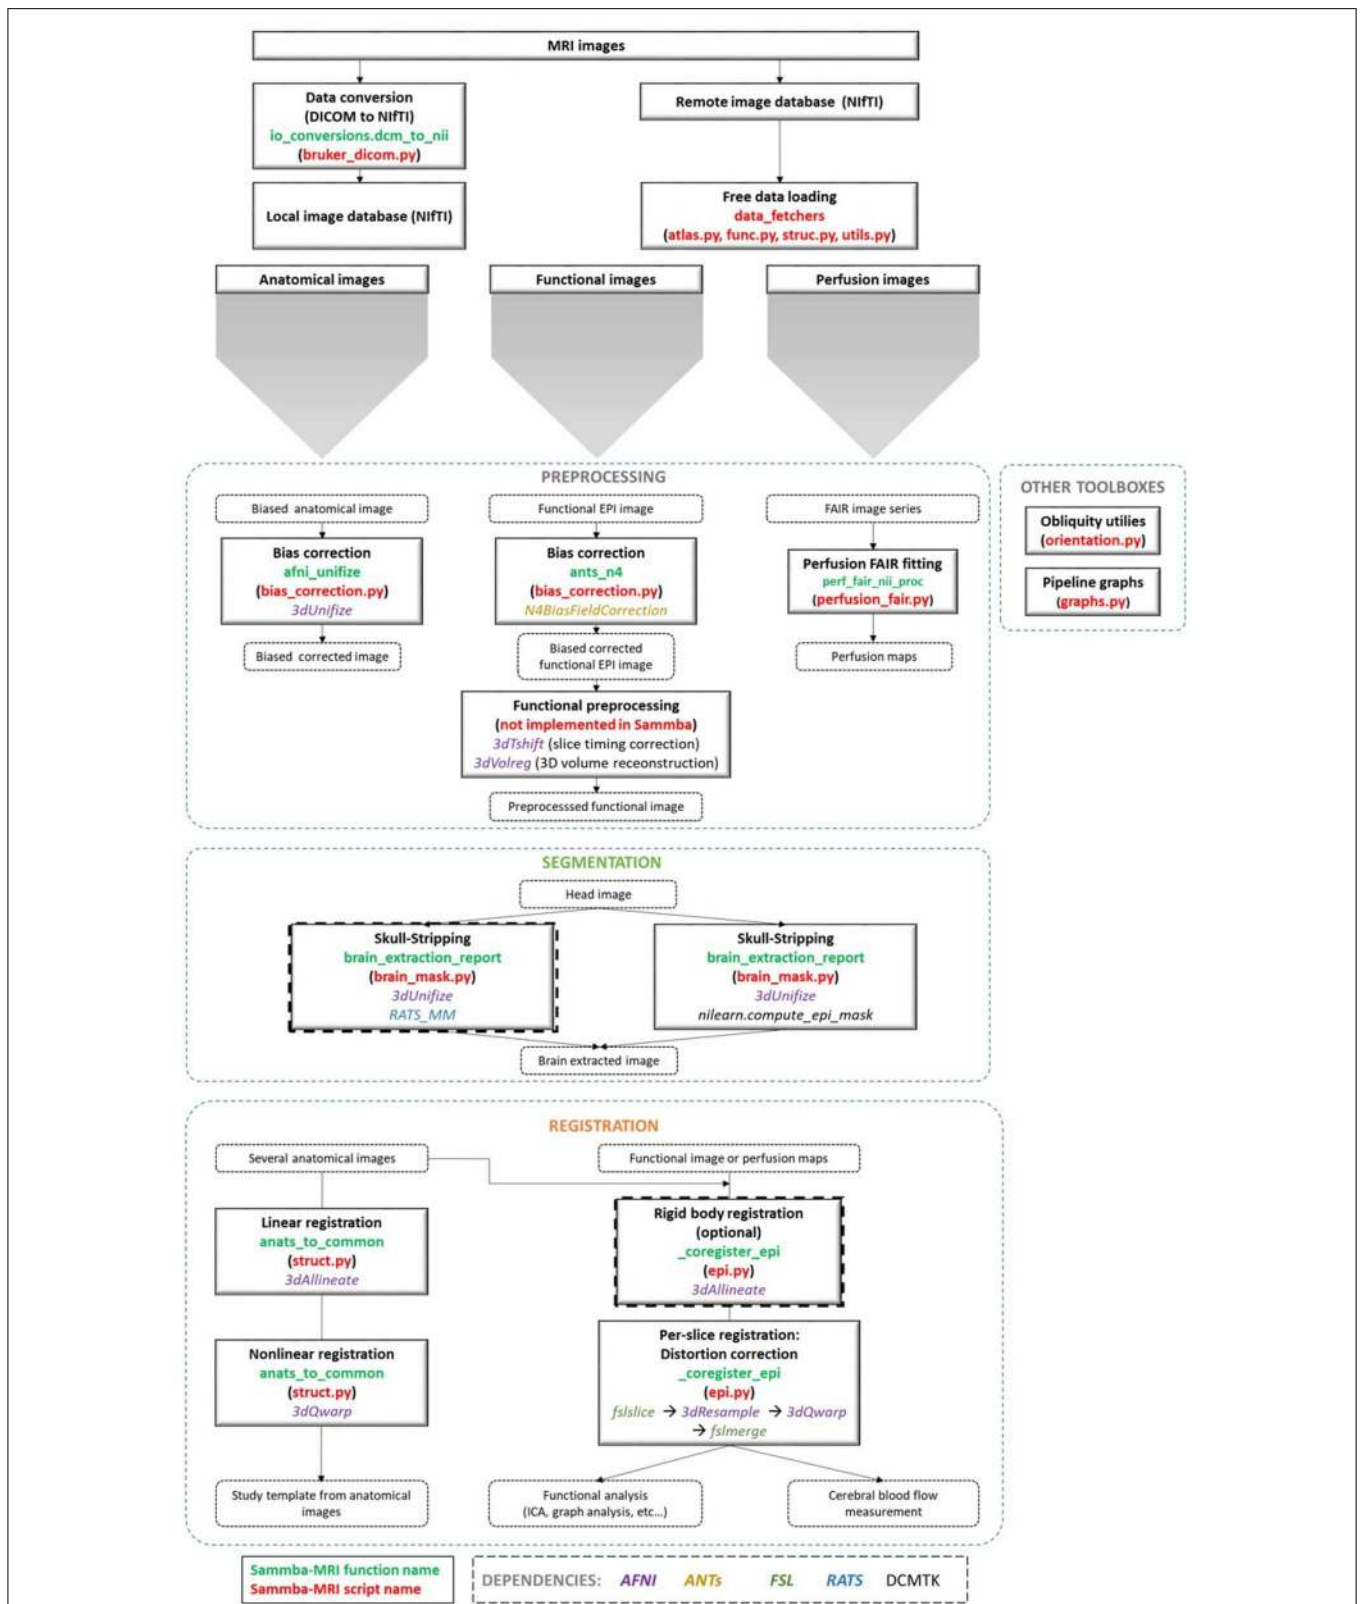 MRI images
Data conversion
(DICOM to NIfTI)
io_conversions.dcm_to_nii
(bruker_dicom.py)
Remote image database (NIfTI)
Local image database (NIfTI)
Free data loading
data_fetchers
(atlas.py, func.py, struc.py, utils.py)
Anatomical images
Functional images
Perfusion images
PREPROCESSING
Biased anatomical image
Bias correction
afni_unifize
(bias_correction.py)
3dUnifize
Biased corrected image
Functional EPI image
Bias correction
ants_n4
(bias_correction.py)
N4BiasFieldCorrection
Biased corrected
functional EPI image
Functional preprocessing
(not implemented in Sammba)
3dTshift (slice timing correction)
3dVolreg (3D volume receonstruction)
Preprocesssed functional image
FAIR image series
Perfusion FAIR fitting
perf_fair_nii_proc
(perfusion_fair.py)
Perfusion maps
OTHER TOOLBOXES
Obliquity utilies
(orientation.py)
Pipeline graphs
(graphs.py)
SEGMENTATION
Head image
Skull-Stripping
brain_extraction_report
(brain_mask.py)
3dUnifize
RATS_MM
Skull-Stripping
brain_extraction_report
(brain_mask.py)
3dUnifize
nilearn.compute_epi_mask
Brain extracted image
REGISTRATION
Several anatomical images
Linear registration
anats_to_common
(struct.py)
3dAllineate
Nonlinear registration
anats_to_common
(struct.py)
3dQwarp
Study template from anatomical
images
Functional image or perfusion maps
Rigid body registration
(optional)
_coregister_epi
(epi.py)
3dAllineate
Per-slice registration:
Distortion correction
_coregister_epi
(epi.py)
fslslice → 3dResample → 3dQwarp
→ fslmerge
Functional analysis
(ICA, graph analysis, etc...)
Cerebral blood flow
measurement
Sammba-MRI function name
Sammba-MRI script name
DEPENDENCIES: AFNI ANTs FSL RATS DCMTK